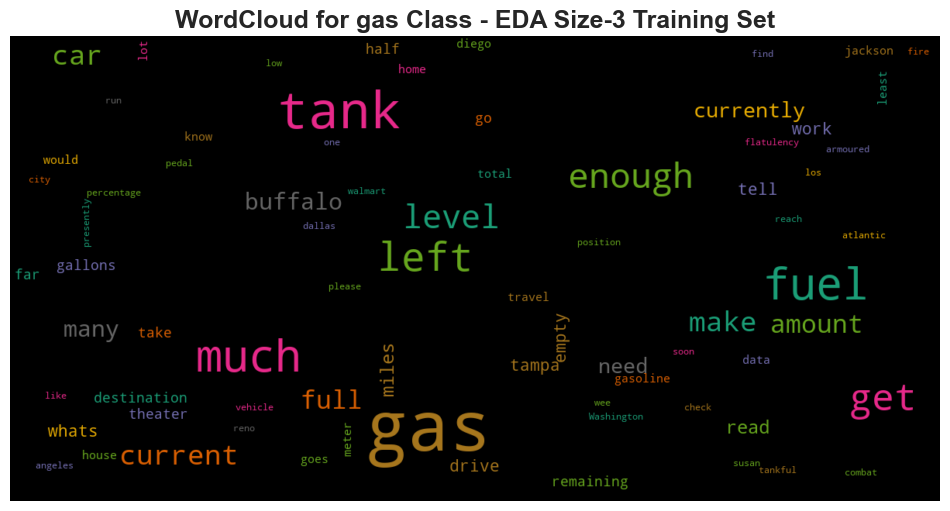 WordCloud for gas Class - EDA Size-3 Training Set
car
lot
half
diego
find
jackson
fire
low
home
least
run
tank
go
currently
work
know
one
flatulency
armoured
would
pedal
walmart
total
enough
los
city
percentage
buffalo
tell
presently
dallas
level
reach
atlantic
position
left
far
gallons
please
fuel
travel
many
take
empty
make
amount
much
miles
tampa
need
soon
data
gasoline
like
destination
theater
vehicle
full
wee
Washington
check
get
whats
reno
meter
gas
read
angeles
house
current
goes
drive
remaining
susan
tankful
combat